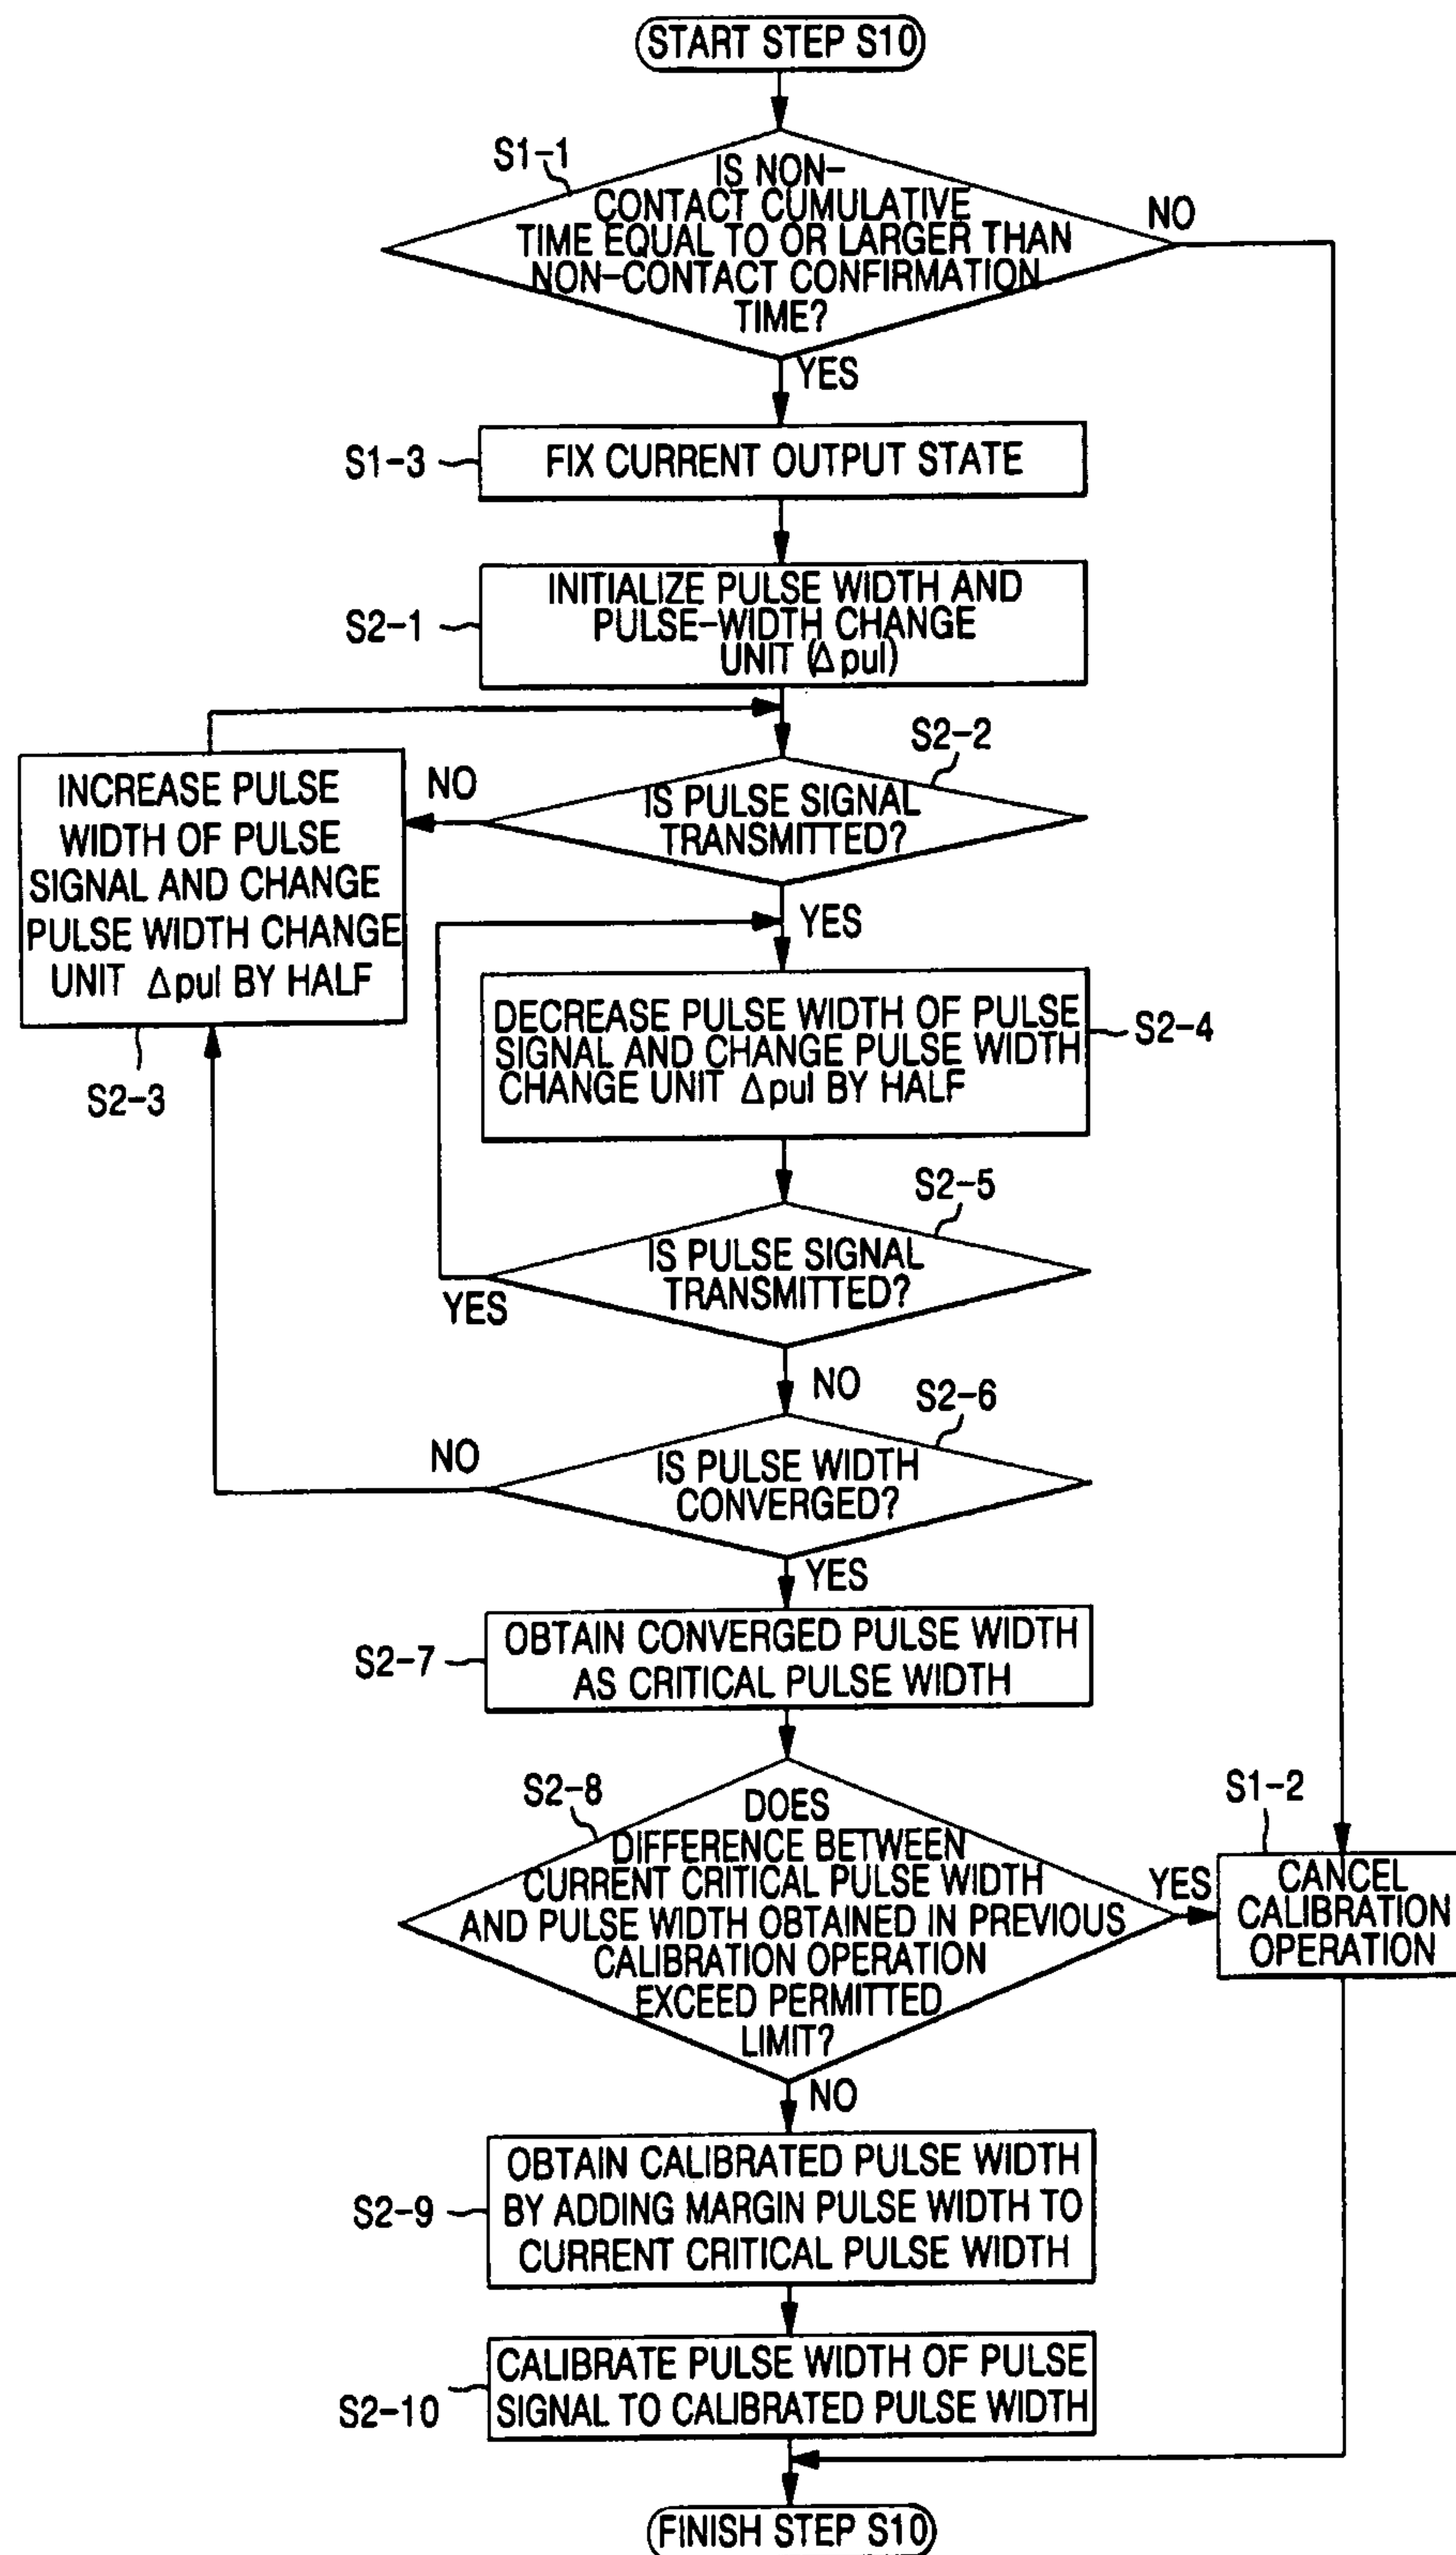 START STEP S10
S1-1
IS NON-
CONTACT CUMULATIVE
TIME EQUAL TO OR LARGER THAN
NON-CONTACT CONFIRMATION
TIME?
NO
YES
S1-3
FIX CURRENT OUTPUT STATE
S2-1
INITIALIZE PULSE WIDTH AND
PULSE-WIDTH CHANGE
UNIT (Δpul)
S2-2
IS PULSE SIGNAL
TRANSMITTED?
NO
INCREASE PULSE
WIDTH OF PULSE
SIGNAL AND CHANGE
PULSE WIDTH CHANGE
UNIT Δpul BY HALF
S2-3
YES
DECREASE PULSE WIDTH OF PULSE
SIGNAL AND CHANGE PULSE WIDTH
CHANGE UNIT Δpul BY HALF
S2-4
S2-5
IS PULSE SIGNAL
TRANSMITTED?
YES
NO
S2-6
IS PULSE WIDTH
CONVERGED?
NO
YES
S2-7
OBTAIN CONVERGED PULSE WIDTH
AS CRITICAL PULSE WIDTH
S2-8
DOES
DIFFERENCE BETWEEN
CURRENT CRITICAL PULSE WIDTH
AND PULSE WIDTH OBTAINED IN PREVIOUS
CALIBRATION OPERATION
EXCEED PERMITTED
LIMIT?
YES
S1-2
CANCEL
CALIBRATION
OPERATION
NO
S2-9
OBTAIN CALIBRATED PULSE WIDTH
BY ADDING MARGIN PULSE WIDTH TO
CURRENT CRITICAL PULSE WIDTH
S2-10
CALIBRATE PULSE WIDTH OF PULSE
SIGNAL TO CALIBRATED PULSE WIDTH
FINISH STEP S10